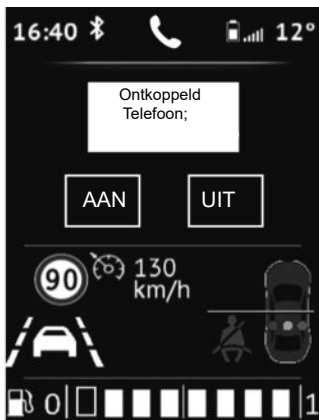 16:40 12°
Ontkoppeld
Telefoon;
AAN UIT
90 130
km/h
0 1